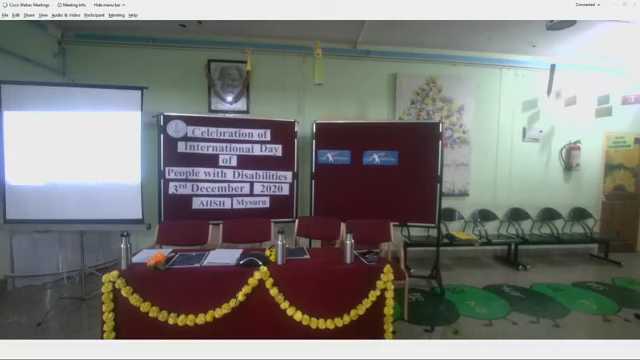 Cisco Webex Meetings
Meeting Info
Hide menu bar
Connected
File Edit Share View Audio & Video Participant Meeting Help
Celebration of
International Day
of
People with Disabilities
3rd December 2020
AIISH Mysuru